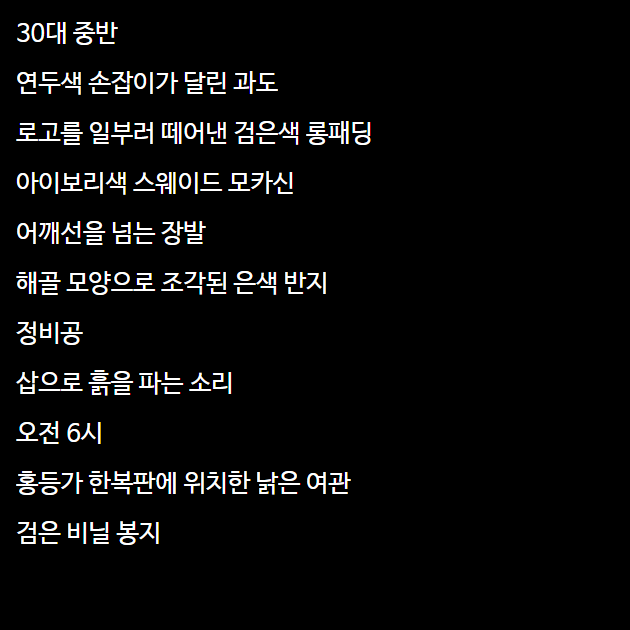 30대 중반
연두색 손잡이가 달린 과도
로고를 일부러 떼어낸 검은색 롱패딩
아이보리색 스웨이드 모카신
어깨선을 넘는 장발
해골 모양으로 조각된 은색 반지
정비공
삽으로 흙을 파는 소리
오전 6시
홍등가 한복판에 위치한 낡은 여관
검은 비닐 봉지